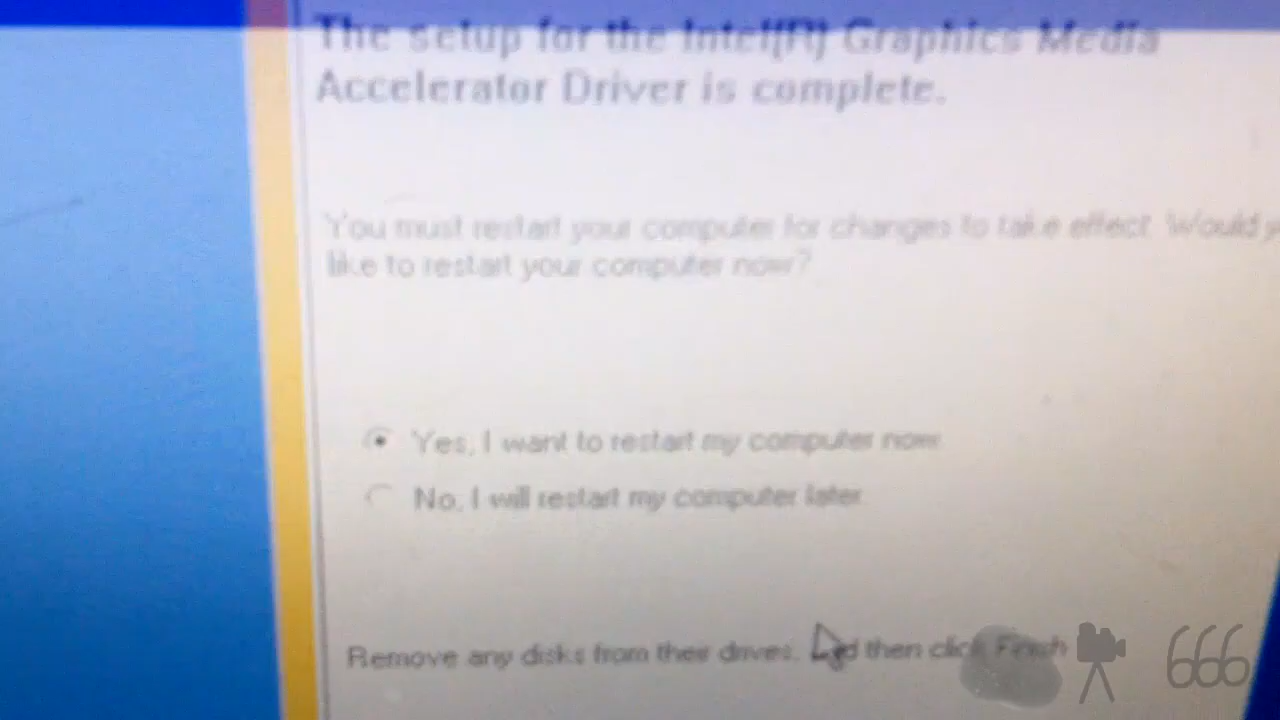 The setup for the Intel(R) Graphics Media
Accelerator Driver is complete.
You must restart your computer for changes to take effect. Would y
like to restart your computer now?
Yes, I want to restart my computer now.
No, I will restart my computer later.
Remove any disks from their drives, and then click Finish
666